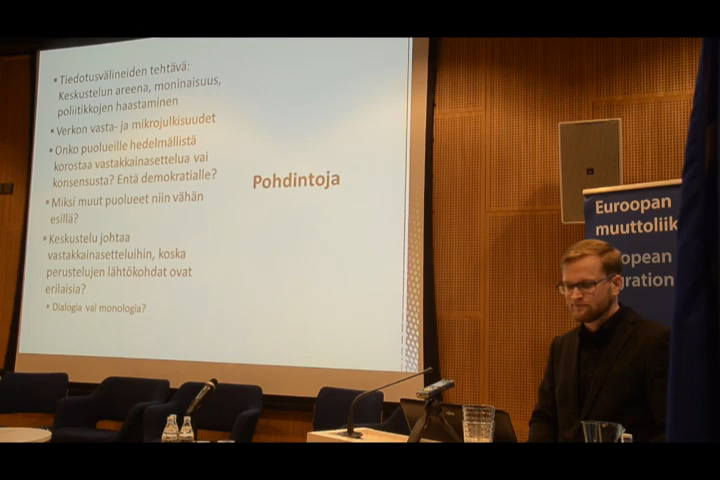 Tiedotusvälineiden tehtävä:
Keskustelun areena, moninaisuus,
poliitikkojen haastaminen
Verkon vasta- ja mikrojulkisuudet
Onko puolueille hedelmällistä
korostaa vastakkainasettelua vai
konsensusta? Entä demokratialle?
Miksi muut puolueet niin vähän
esillä?
Keskustelu johtaa
vastakkainasetteluihin, koska
perustelujen lähtökohdat ovat
erilaisia?
Dialogia vai monologia?
Pohdintoja
Euroopan
muuttoliik
opean
gration